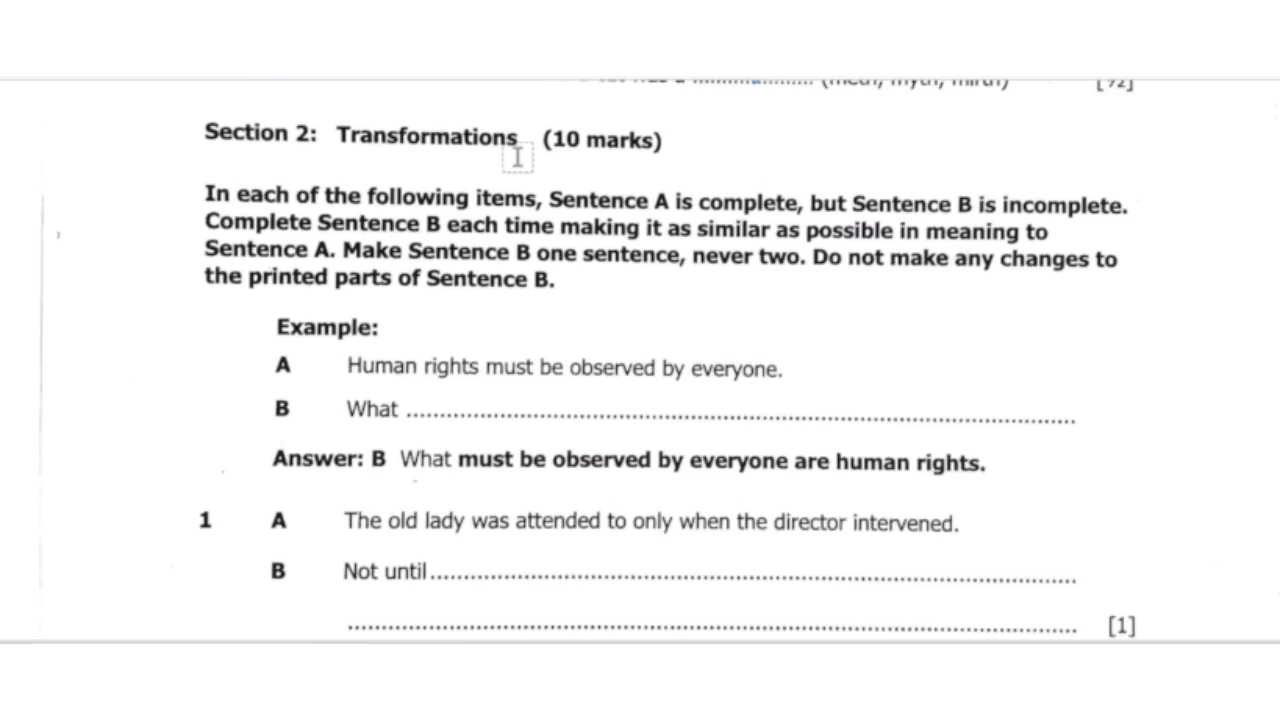 Section 2: Transformations (10 marks)
In each of the following items, Sentence A is complete, but Sentence B is incomplete.
Complete Sentence B each time making it as similar as possible in meaning to
Sentence A. Make Sentence B one sentence, never two. Do not make any changes to
the printed parts of Sentence B.
Example:
A Human rights must be observed by everyone.
B What ....................................................................................................
Answer: B What must be observed by everyone are human rights.
1 A The old lady was attended to only when the director intervened.
B Not until................................................................................................
.............................................................................................................. [1]